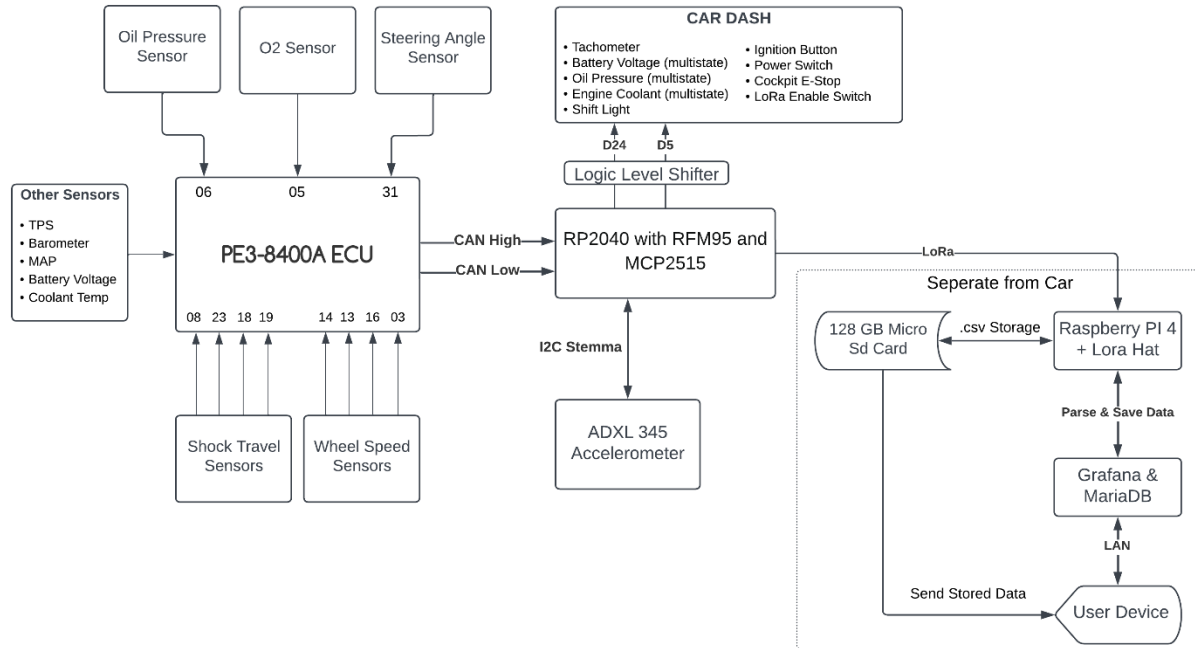 Oil Pressure
Sensor
O2 Sensor
Steering Angle
Sensor
CAR DASH
• Tachometer
• Battery Voltage (multistate)
• Oil Pressure (multistate)
• Engine Coolant (multistate)
• Shift Light
• Ignition Button
• Power Switch
• Cockpit E-Stop
• LoRa Enable Switch
D24
D5
Logic Level Shifter
Other Sensors
• TPS
• Barometer
• MAP
• Battery Voltage
• Coolant Temp
06
05
31
PE3-8400A ECU
08
23
18
19
14
13
16
03
CAN High
CAN Low
RP2040 with RFM95 and
MCP2515
LoRa
I2C Stemma
ADXL 345
Accelerometer
Shock Travel
Sensors
Wheel Speed
Sensors
Seperate from Car
128 GB Micro
Sd Card
.csv Storage
Raspberry PI 4
+ Lora Hat
Parse & Save Data
Grafana &
MariaDB
LAN
Send Stored Data
User Device